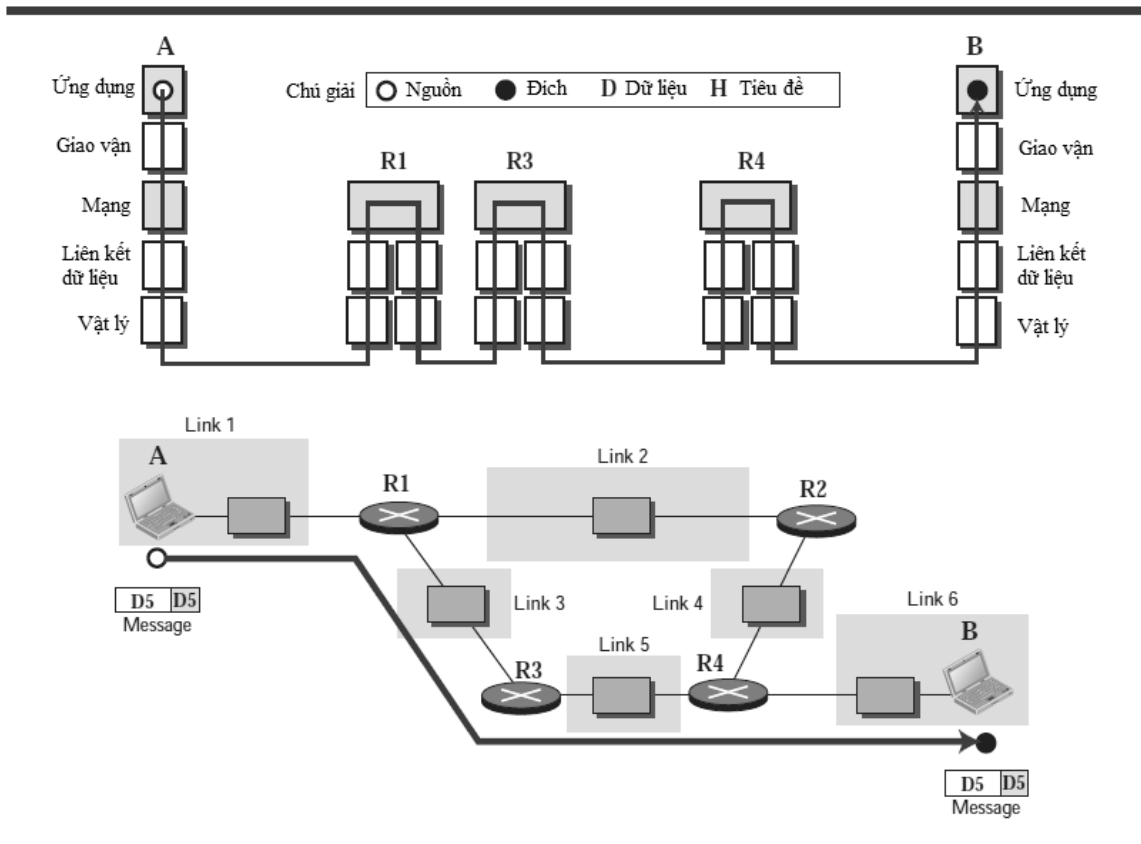 A
B
Ứng dụng
Chú giải
Nguồn
Đích
D Dữ liệu
H Tiêu đề
Ứng dụng
Giao vận
Giao vận
R1
R3
R4
Mạng
Mạng
Liên kết
dữ liệu
Liên kết
dữ liệu
Vật lý
Vật lý
Link 1
A
Link 2
R1
R2
D5 D5
Message
Link 3
Link 4
Link 6
B
Link 5
R3
R4
D5 D5
Message